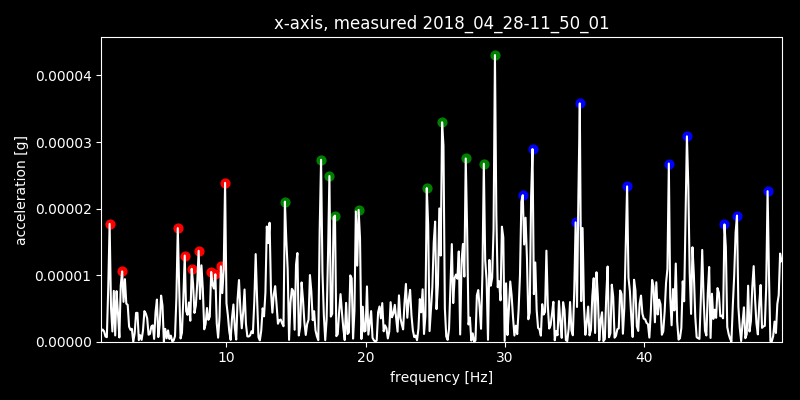 x-axis, measured 2018_04_28-11_50_01
acceleration [g]
0.00004
0.00003
0.00002
0.00001
0.00000
10 20 30 40
frequency [Hz]